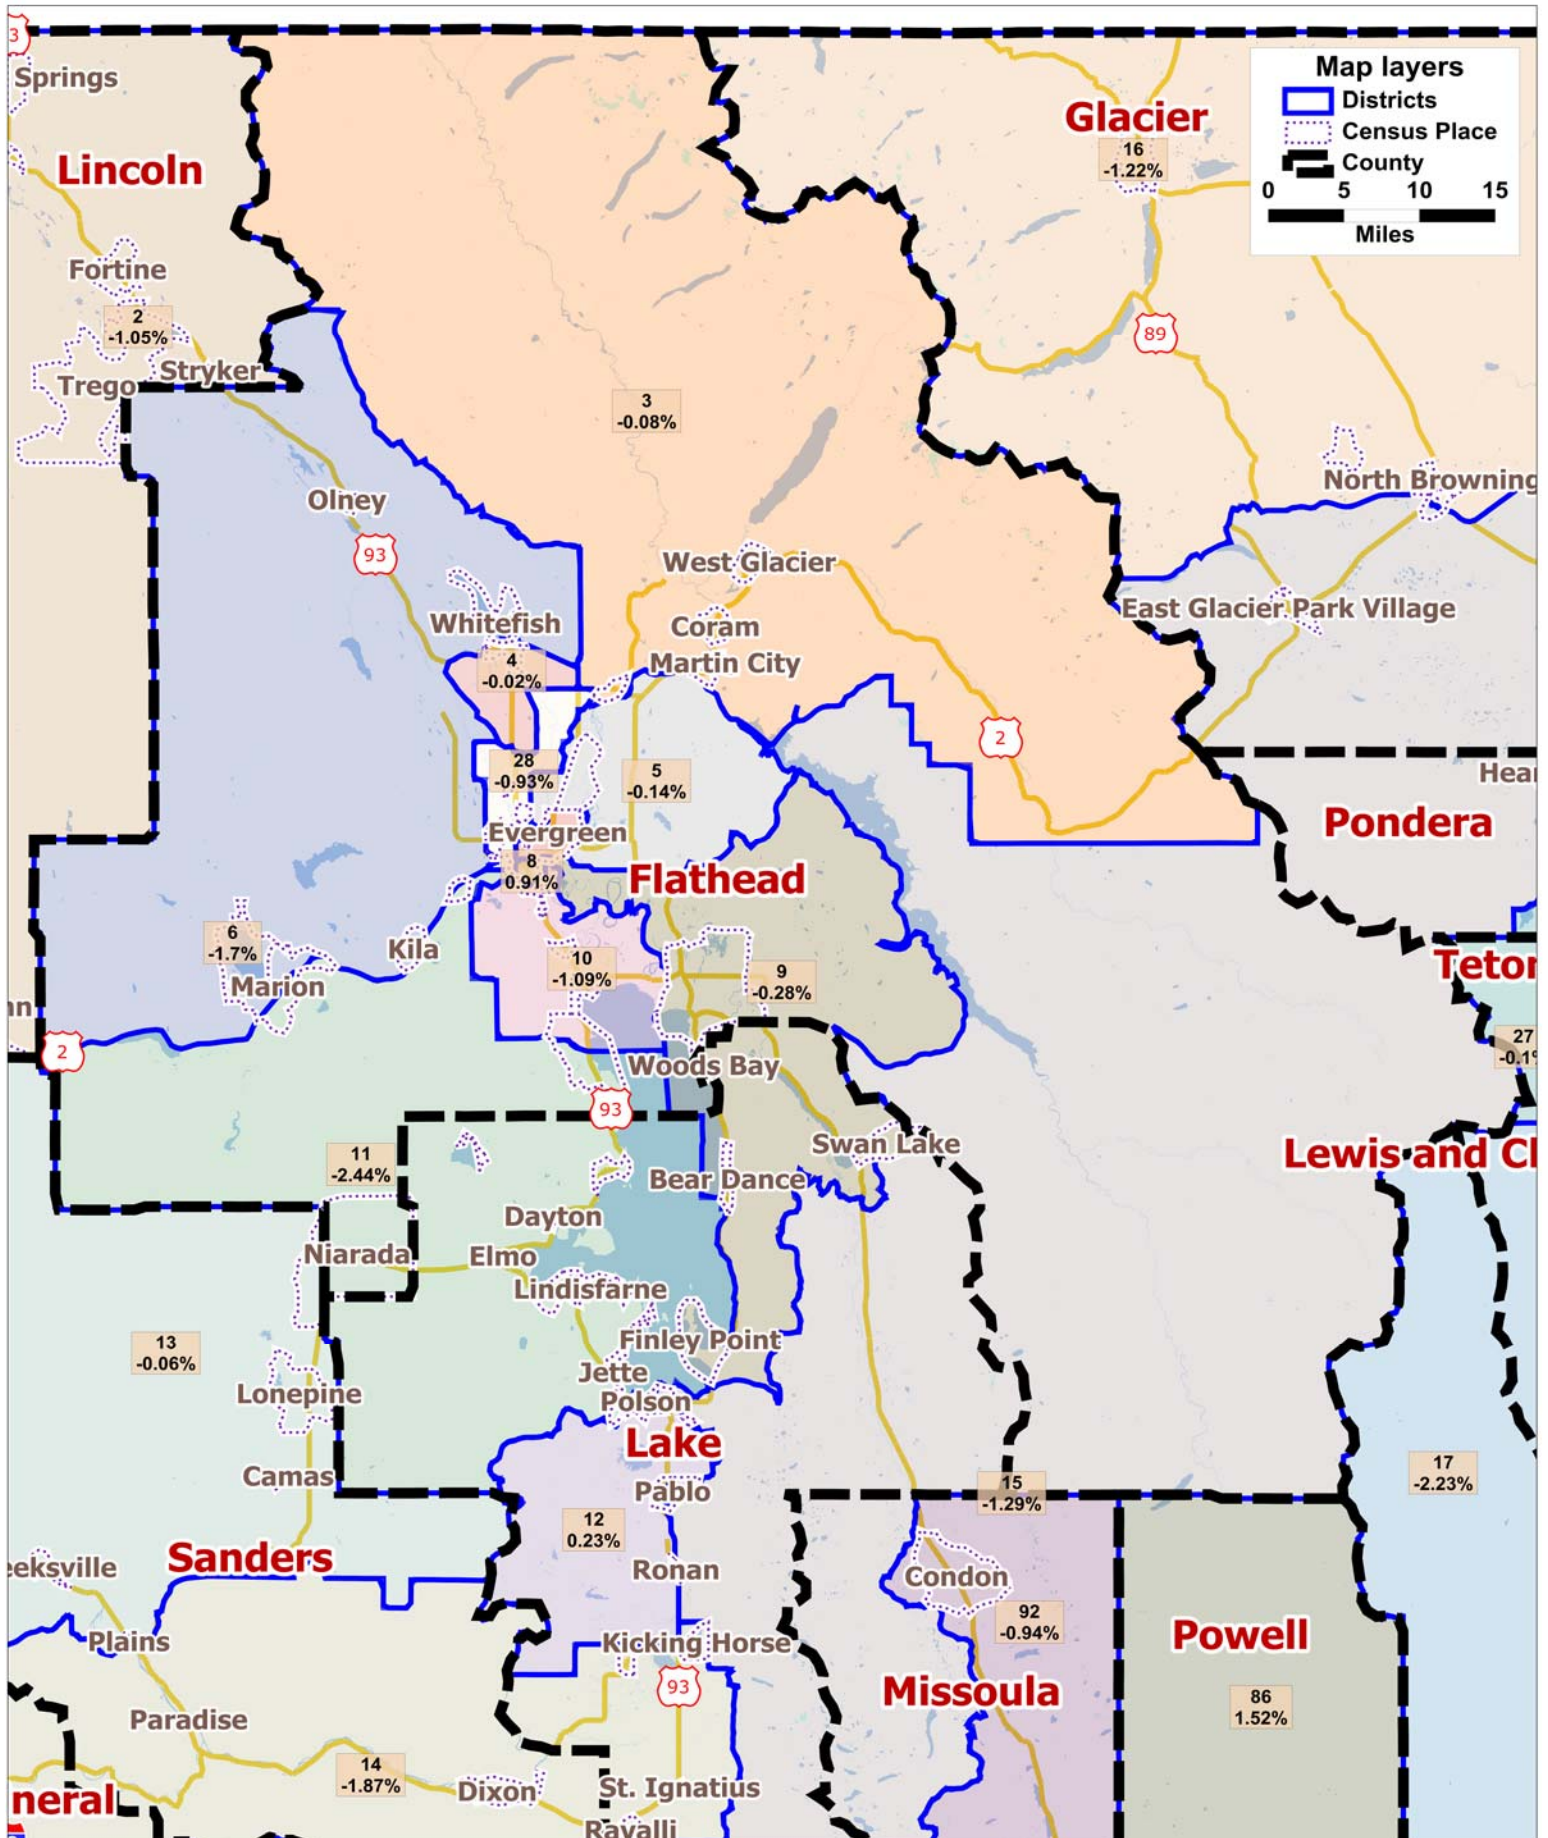 3
Springs
Map layers
Districts
Census Place
County
0 5 10 15
Miles
Glacier
16
-1.22%
Lincoln
Fortine
2
-1.05%
89
Stryker
Trego
3
-0.08%
North Browning
Olney
93
West Glacier
East Glacier Park Village
Whitefish
Coram
4
-0.02%
Martin City
2
28
-0.93%
5
-0.14%
Hear
Pondera
Evergreen
8
0.91%
Flathead
6
-1.7%
Kila
10
-1.09%
9
-0.28%
Marion
Teton
nn
2
27
-0.1%
Woods Bay
93
Swan Lake
Lewis and Cl
11
-2.44%
Bear Dance
Dayton
Niarada
Elmo
Lindisfarne
13
-0.06%
Finley Point
Jette
Lonepine
Polson
Lake
Camas
15
-1.29%
17
-2.23%
Pablo
12
0.23%
Sanders
eeksville
Ronan
Condon
92
-0.94%
Plains
Kicking Horse
Powell
93
Missoula
86
1.52%
Paradise
14
-1.87%
Dixon
St. Ignatius
neral
Ravalli